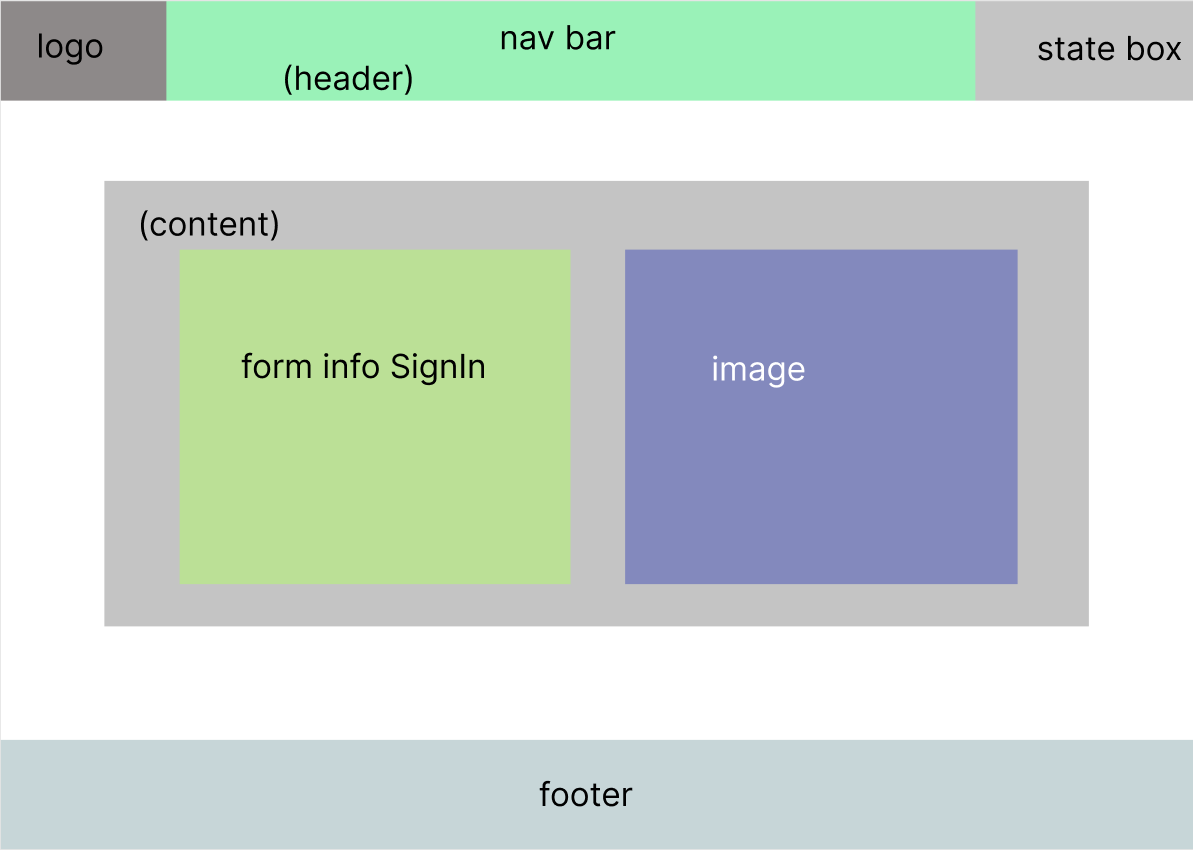 logo
nav bar
(header)
state box
(content)
form info SignIn
image
footer